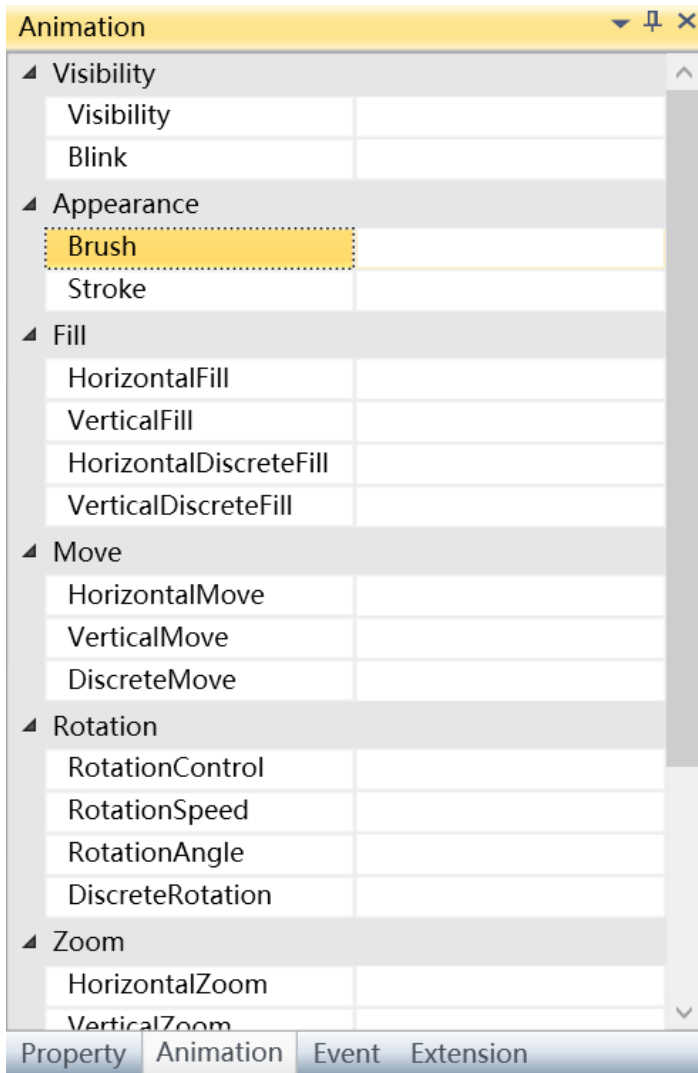 Animation
Visibility
Visibility
Blink
Appearance
Brush
Stroke
Fill
HorizontalFill
VerticalFill
HorizontalDiscreteFill
VerticalDiscreteFill
Move
HorizontalMove
VerticalMove
DiscreteMove
Rotation
RotationControl
RotationSpeed
RotationAngle
DiscreteRotation
Zoom
HorizontalZoom
VerticalZoom
Property Animation Event Extension